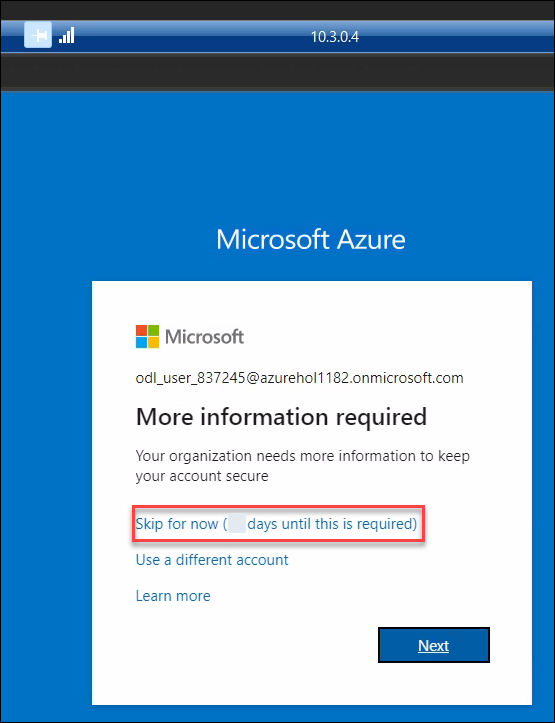 10.3.0.4
Microsoft Azure
Microsoft
odl_user_837245@azurehol1182.onmicrosoft.com
More information required
Your organization needs more information to keep
your account secure
Skip for now ( days until this is required)
Use a different account
Learn more
Next